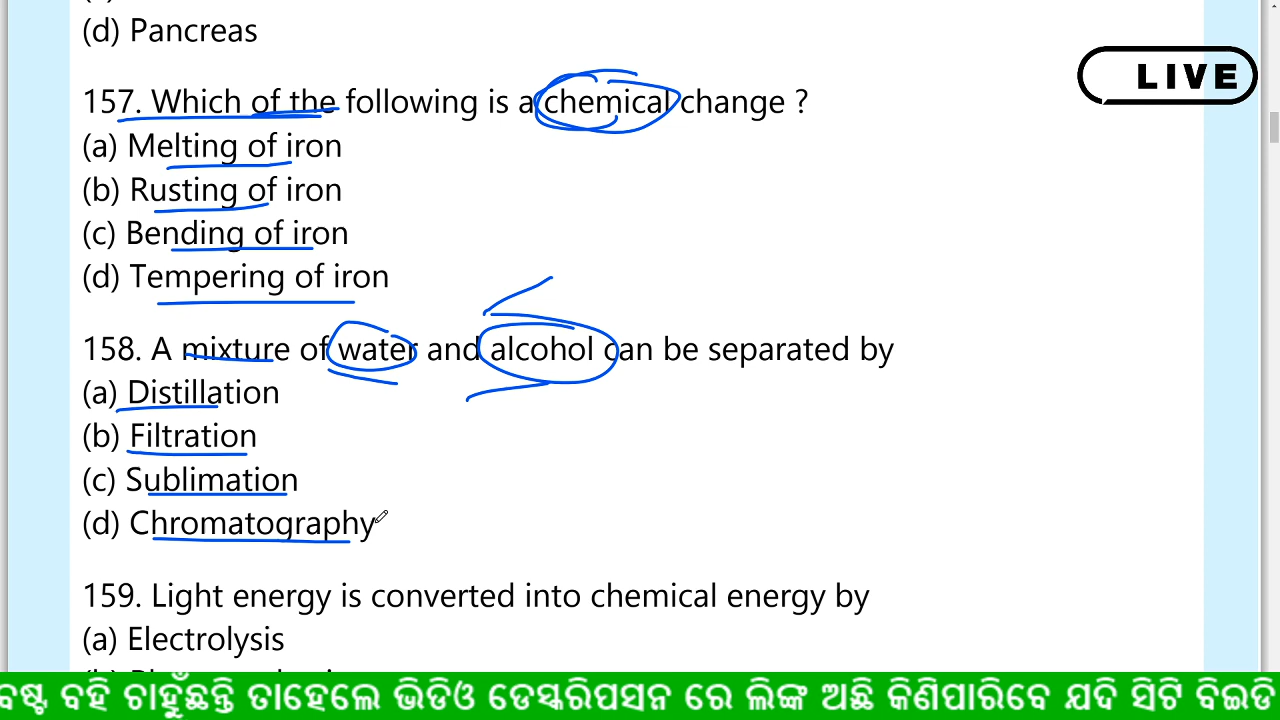 (d) Pancreas
LIVE
157. Which of the following is a chemical change ?
(a) Melting of iron
(b) Rusting of iron
(c) Bending of iron
(d) Tempering of iron
158. A mixture of water and alcohol can be separated by
(a) Distillation
(b) Filtration
(c) Sublimation
(d) Chromatography
159. Light energy is converted into chemical energy by
(a) Electrolysis
ବହି ଚାହୁଁଛନ୍ତି ତାହେଲେ ଭିଡିଓ ଡେସ୍କରିପସନ ରେ ଲିଙ୍କ ଅଛି କିଣିପାରିବେ ଯଦି ସିଟି ବିଇଡି